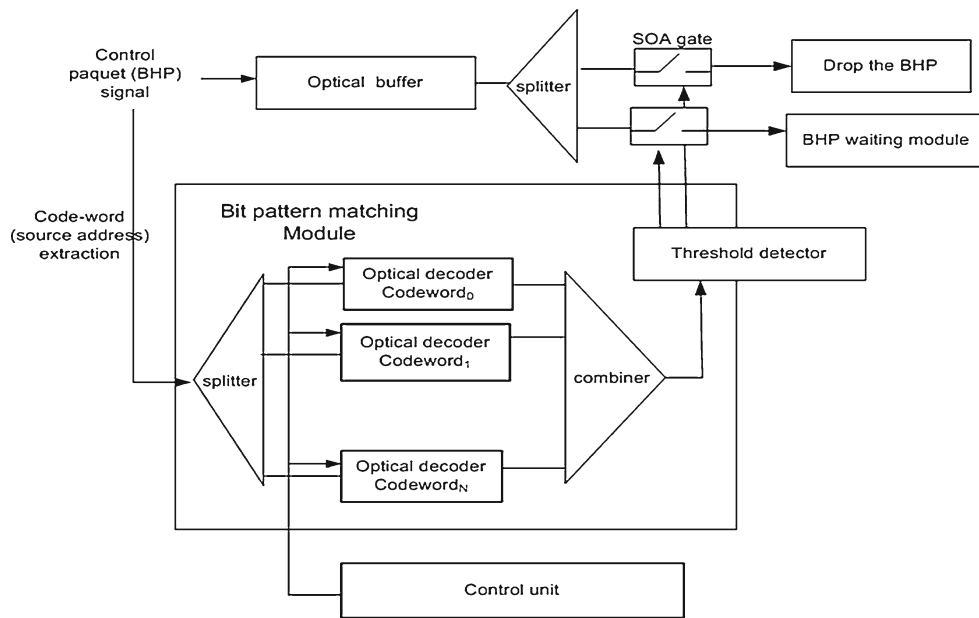 Control
paquet (BHP)
signal
Optical buffer
splitter
SOA gate
Drop the BHP
BHP waiting module
Code-word
(source address)
extraction
Bit pattern matching
Module
Threshold detector
splitter
Optical decoder
Codeword0
Optical decoder
Codeword1
Optical decoder
CodewordN
combiner
Control unit